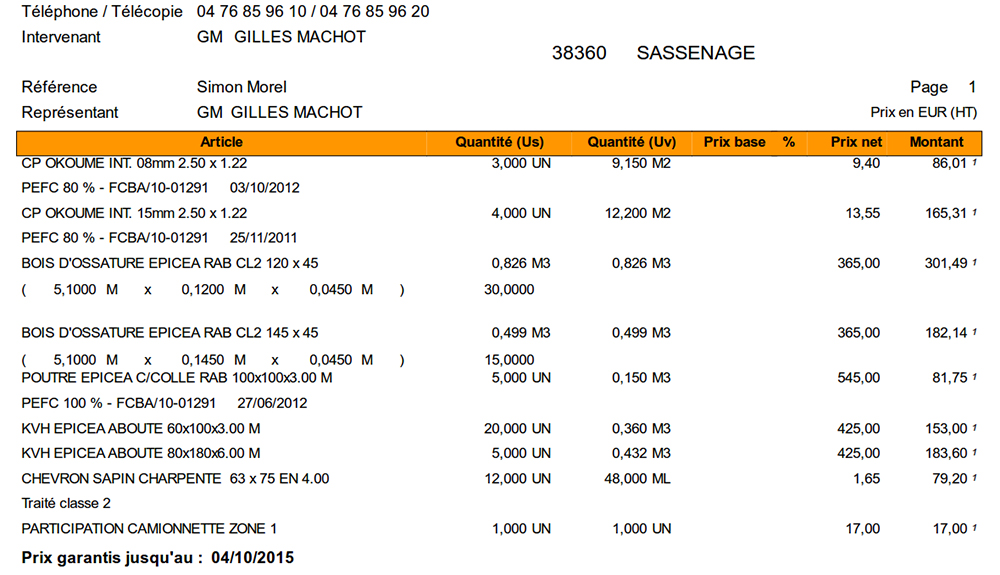 Téléphone / Télécopie 04 76 85 96 10 / 04 76 85 96 20
Intervenant GM GILLES MACHOT
38360 SASSENAGE
Référence Simon Morel Page 1
Représentant GM GILLES MACHOT Prix en EUR (HT)
Article Quantité (Us) Quantité (Uv) Prix base % Prix net Montant
CP OKOUME INT. 08mm 2.50 x 1.22 3,000 UN 9,150 M2 9,40 86,01 1
PEFC 80 % - FCBA/10-01291 03/10/2012
CP OKOUME INT. 15mm 2.50 x 1.22 4,000 UN 12,200 M2 13,55 165,31 1
PEFC 80 % - FCBA/10-01291 25/11/2011
BOIS D'OSSATURE EPICEA RAB CL2 120 x 45 0,826 M3 0,826 M3 365,00 301,49 1
( 5,1000 M x 0,1200 M x 0,0450 M ) 30,0000
BOIS D'OSSATURE EPICEA RAB CL2 145 x 45 0,499 M3 0,499 M3 365,00 182,14 1
( 5,1000 M x 0,1450 M x 0,0450 M ) 15,0000
POUTRE EPICEA C/COLLE RAB 100x100x3.00 M 5,000 UN 0,150 M3 545,00 81,75 1
PEFC 100 % - FCBA/10-01291 27/06/2012
KVH EPICEA ABOUTE 60x100x3.00 M 20,000 UN 0,360 M3 425,00 153,00 1
KVH EPICEA ABOUTE 80x180x6.00 M 5,000 UN 0,432 M3 425,00 183,60 1
CHEVRON SAPIN CHARPENTE 63 x 75 EN 4.00 12,000 UN 48,000 ML 1,65 79,20 1
Traité classe 2
PARTICIPATION CAMIONNETTE ZONE 1 1,000 UN 1,000 UN 17,00 17,00 1
Prix garantis jusqu'au : 04/10/2015